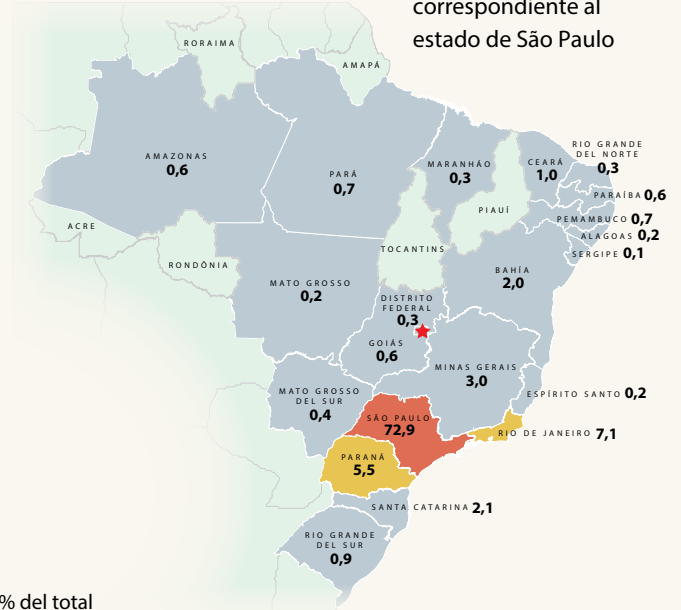 correspondiente al
estado de São Paulo
RORAIMA
AMAPÁ
AMAZONAS
0,6
PARÁ
0,7
MARANHÁO
0,3
CEARÁ
1,0
RIO GRANDE
DEL NORTE
0,3
PARAÍBA 0,6
PIAUÍ
PEMAMBUCO 0,7
ALAGOAS 0,2
SERGIPE 0,1
ACRE
RONDÔNIA
TOCANTINS
MATO GROSSO
0,2
BAHÍA
2,0
DISTRITO
FEDERAL
0,3
GOIÁS
0,6
MINAS GERAIS
3,0
ESPÍRITO SANTO 0,2
MATO GROSSO
DEL SUR
0,4
SÃO PAULO
72,9
RIO DE JANEIRO 7,1
PARANÁ
5,5
SANTA CATARINA 2,1
RIO GRANDE
DEL SUR
0,9
% del total